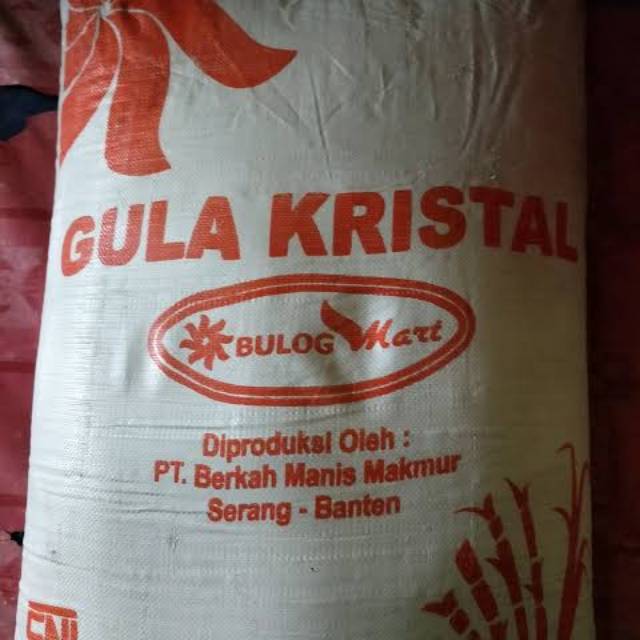 GULA KRISTAL
BULOG Mart
Diproduksi Oleh :
PT. Berkah Manis Makmur
Serang - Banten